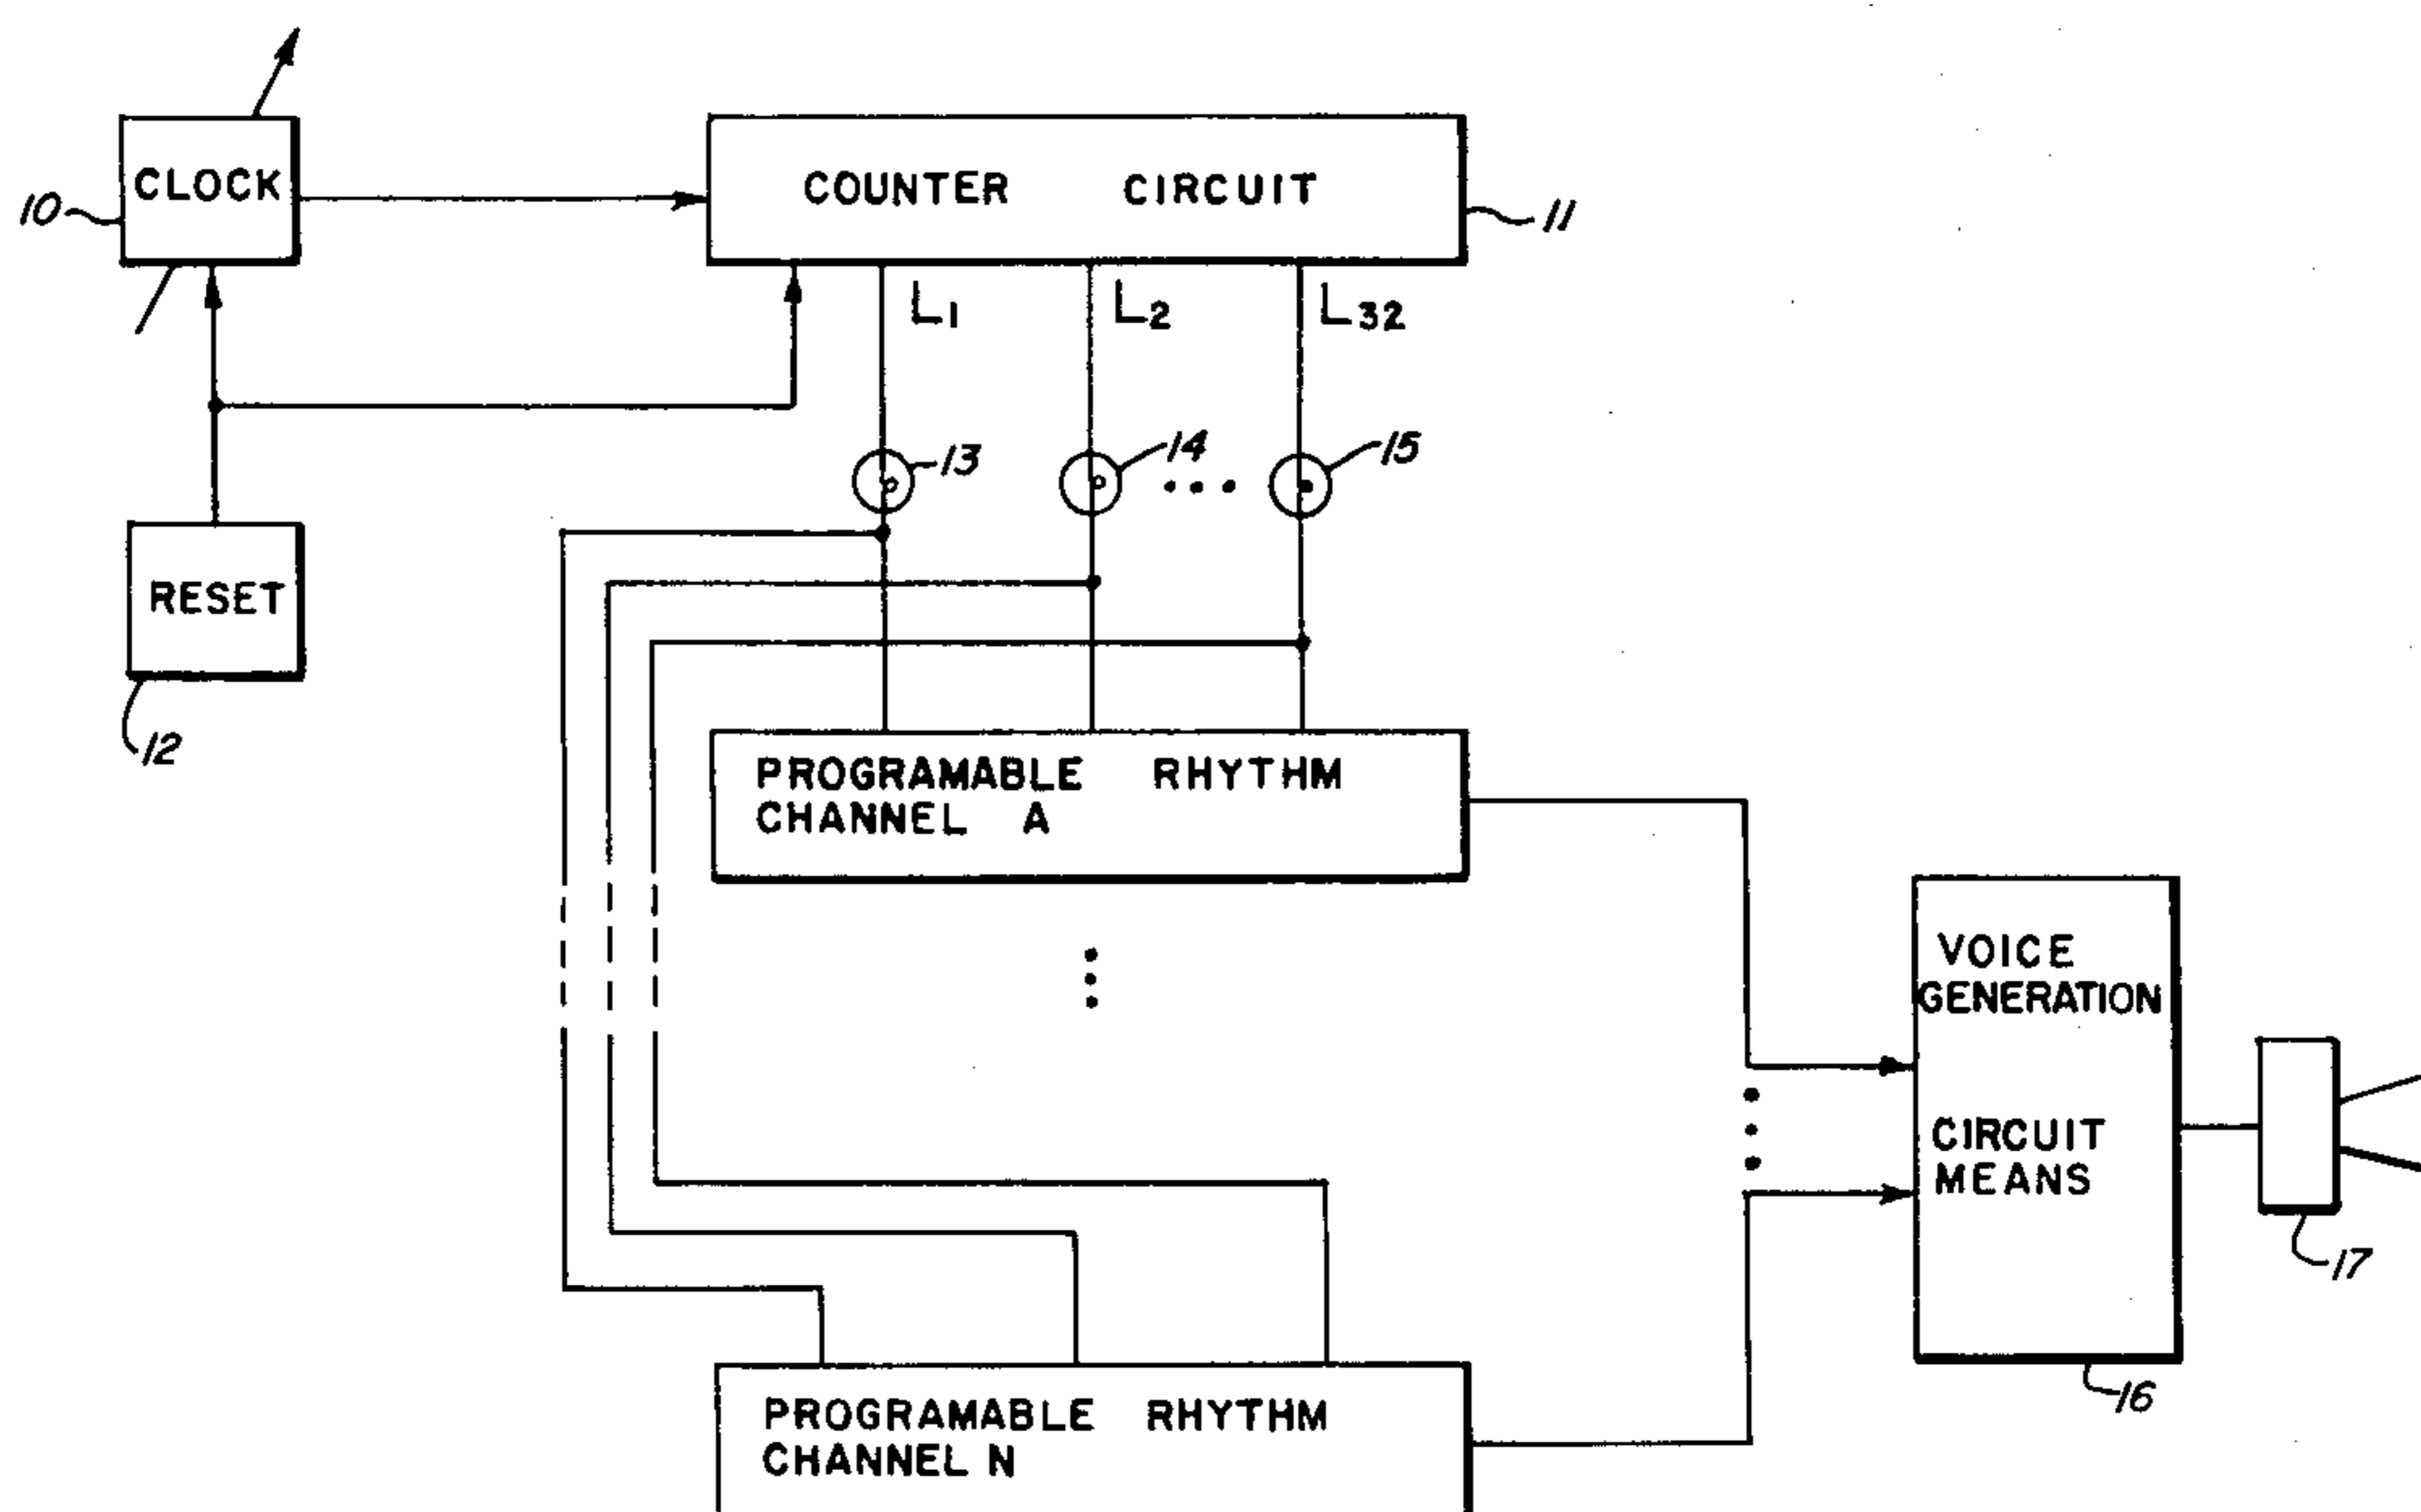 CLOCK
10
COUNTER CIRCUIT
11
L1
L2
L32
13
14
15
RESET
12
PROGRAMABLE RHYTHM
CHANNEL A
VOICE
GENERATION
CIRCUIT
MEANS
17
16
PROGRAMABLE RHYTHM
CHANNEL N